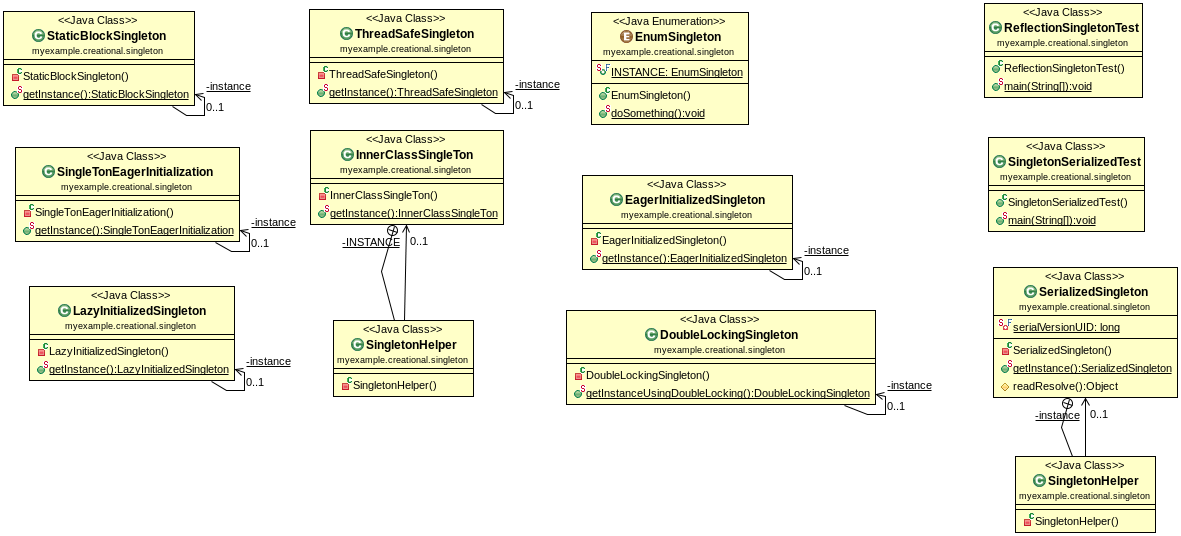 <<Java Class>>
StaticBlockSingleton
myexample.creational.singleton
StaticBlockSingleton()
getInstance():StaticBlockSingleton
-instance
0..1
<<Java Class>>
ThreadSafeSingleton
myexample.creational.singleton
ThreadSafeSingleton()
getInstance():ThreadSafeSingleton
-instance
0..1
<<Java Enumeration>>
EnumSingleton
myexample.creational.singleton
INSTANCE: EnumSingleton
EnumSingleton()
doSomething():void
<<Java Class>>
ReflectionSingletonTest
myexample.creational.singleton
ReflectionSingletonTest()
main(String[]):void
<<Java Class>>
SingleTonEagerInitialization
myexample.creational.singleton
SingleTonEagerInitialization()
getInstance():SingleTonEagerInitialization
-instance
0..1
<<Java Class>>
InnerClassSingleTon
myexample.creational.singleton
InnerClassSingleTon()
getInstance():InnerClassSingleTon
-INSTANCE
0..1
<<Java Class>>
EagerInitializedSingleton
myexample.creational.singleton
EagerInitializedSingleton()
getInstance():EagerInitializedSingleton
-instance
0..1
<<Java Class>>
SingletonSerializedTest
myexample.creational.singleton
SingletonSerializedTest()
main(String[]):void
<<Java Class>>
LazyInitializedSingleton
myexample.creational.singleton
LazyInitializedSingleton()
getInstance():LazyInitializedSingleton
-instance
0..1
<<Java Class>>
SingletonHelper
myexample.creational.singleton
SingletonHelper()
<<Java Class>>
DoubleLockingSingleton
myexample.creational.singleton
DoubleLockingSingleton()
getInstanceUsingDoubleLocking():DoubleLockingSingleton
-instance
0..1
<<Java Class>>
SerializedSingleton
myexample.creational.singleton
serialVersionUID: long
SerializedSingleton()
getInstance():SerializedSingleton
readResolve():Object
-instance
0..1
<<Java Class>>
SingletonHelper
myexample.creational.singleton
SingletonHelper()